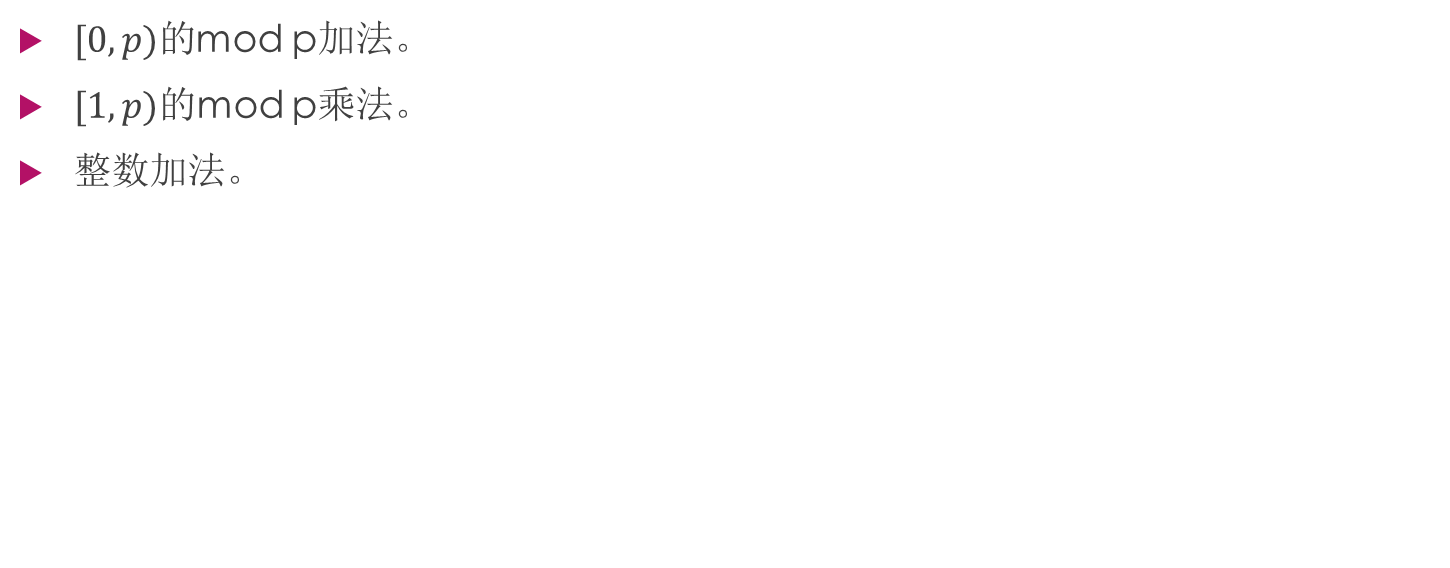 [0, p)的mod p加法。
[1, p)的mod p乘法。
整数加法。